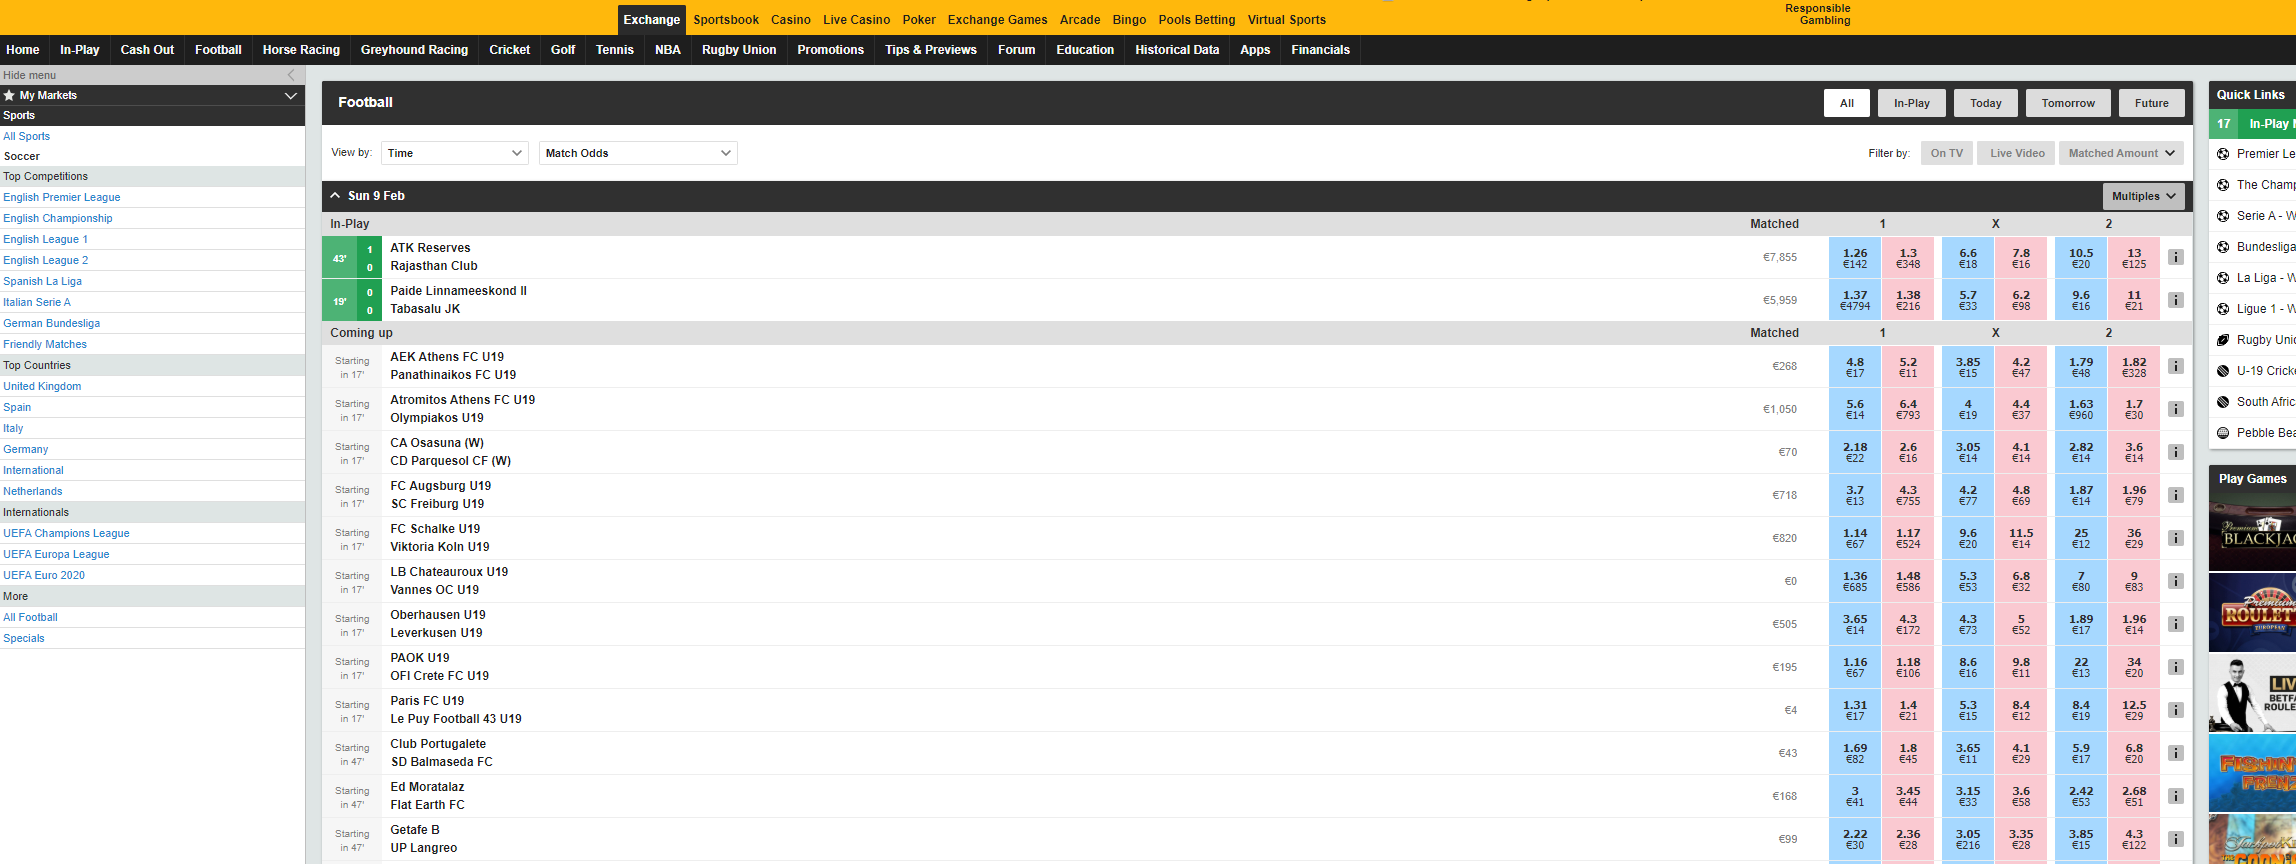 Exchange Sportsbook Casino Live Casino Poker Exchange Games Arcade Bingo Pools Betting Virtual Sports
Responsible
Gambling
Home In-Play Cash Out Football Horse Racing Greyhound Racing Cricket Golf Tennis NBA Rugby Union Promotions Tips & Previews Forum Education Historical Data Apps Financials
Hide menu
My Markets
Sports
All Sports
Soccer
Top Competitions
English Premier League
English Championship
English League 1
English League 2
Spanish La Liga
Italian Serie A
German Bundesliga
Friendly Matches
Top Countries
United Kingdom
Spain
Italy
Germany
International
Netherlands
Internationals
UEFA Champions League
UEFA Europa League
UEFA Euro 2020
More
All Football
Specials
Football All In-Play Today Tomorrow Future
View by: Time Match Odds Filter by: On TV Live Video Matched Amount
Sun 9 Feb Multiples
In-Play Matched 1 X 2
43' 1 0 ATK Reserves
Rajasthan Club
€7,855 1.26 1.3 6.6 7.8 10.5 13
€142 €348 €18 €16 €20 €125
19' 0 0 Paide Linnameeskond II
Tabasalu JK
€5,959 1.37 1.38 5.7 6.2 9.6 11
€4794 €216 €33 €98 €16 €21
Coming up Matched 1 X 2
Starting in 17' AEK Athens FC U19
Panathinaikos FC U19
€268 4.8 5.2 3.85 4.2 1.79 1.82
€17 €11 €15 €47 €48 €328
Starting in 17' Atromitos Athens FC U19
Olympiakos U19
€1,050 5.6 6.4 4 4.4 1.63 1.7
€14 €793 €19 €37 €960 €30
Starting in 17' CA Osasuna (W)
CD Parquesol CF (W)
€70 2.18 2.6 3.05 4.1 2.82 3.6
€22 €16 €14 €14 €14 €14
Starting in 17' FC Augsburg U19
SC Freiburg U19
€718 3.7 4.3 4.2 4.8 1.87 1.96
€13 €755 €77 €69 €14 €79
Starting in 17' FC Schalke U19
Viktoria Koln U19
€820 1.14 1.17 9.6 11.5 25 36
€67 €524 €20 €14 €12 €29
Starting in 17' LB Chateauroux U19
Vannes OC U19
€0 1.36 1.48 5.3 6.8 7 9
€685 €586 €53 €32 €80 €83
Starting in 17' Oberhausen U19
Leverkusen U19
€505 3.65 4.3 4.3 5 1.89 1.96
€14 €172 €73 €52 €17 €14
Starting in 17' PAOK U19
OFI Crete FC U19
€195 1.16 1.18 8.6 9.8 22 34
€67 €106 €16 €11 €13 €20
Starting in 17' Paris FC U19
Le Puy Football 43 U19
€4 1.31 1.4 5.3 8.4 8.4 12.5
€17 €21 €15 €12 €19 €29
Starting in 47' Club Portugalete
SD Balmaseda FC
€43 1.69 1.8 3.65 4.1 5.9 6.8
€82 €45 €11 €29 €17 €20
Starting in 47' Ed Moratalaz
Flat Earth FC
€168 3 3.45 3.15 3.6 2.42 2.68
€41 €44 €33 €58 €53 €51
Starting in 47' Getafe B
UP Langreo
€99 2.22 2.36 3.05 3.35 3.85 4.3
€30 €28 €216 €28 €15 €122
Quick Links
17 In-Play
Premier Le
The Champ
Serie A - W
Bundesliga
La Liga - W
Ligue 1 - W
Rugby Unio
U-19 Cricke
South Afric
Pebble Bea
Play Games
Premium
BLACKJA
Premium
ROULET
EUROPEAN
LIV
BETFA
ROULE
FISHIN
FRENZ